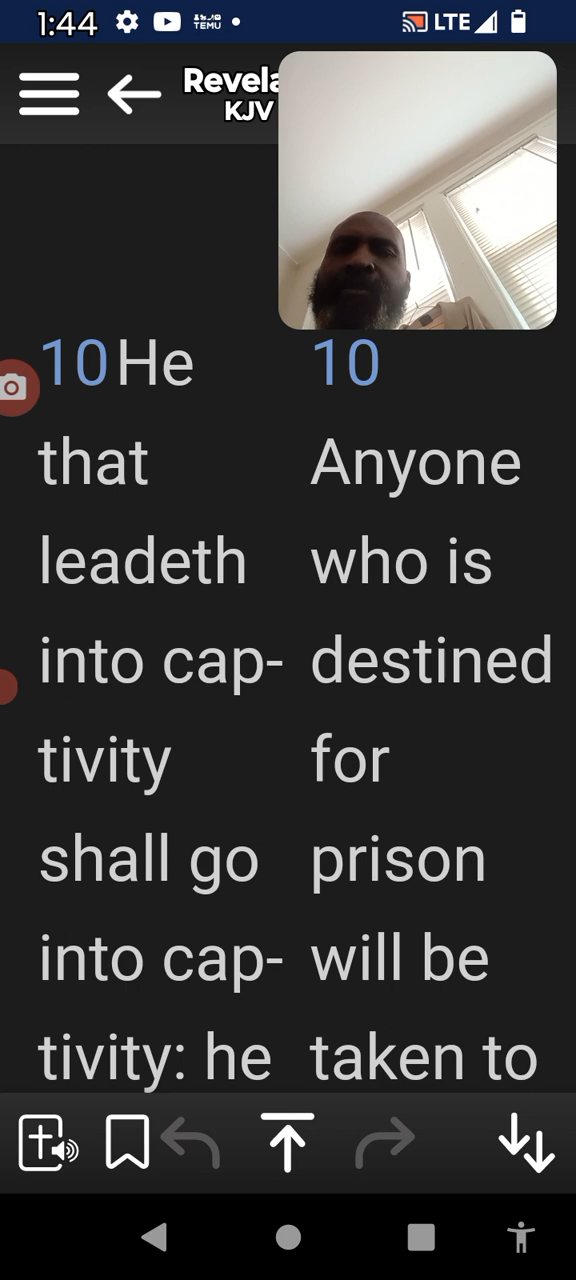 1:44
TEMU
LTE
Revela
KJV
10 He
that
leadeth
into cap-
tivity
shall go
into cap-
tivity: he
10
Anyone
who is
destined
for
prison
will be
taken to